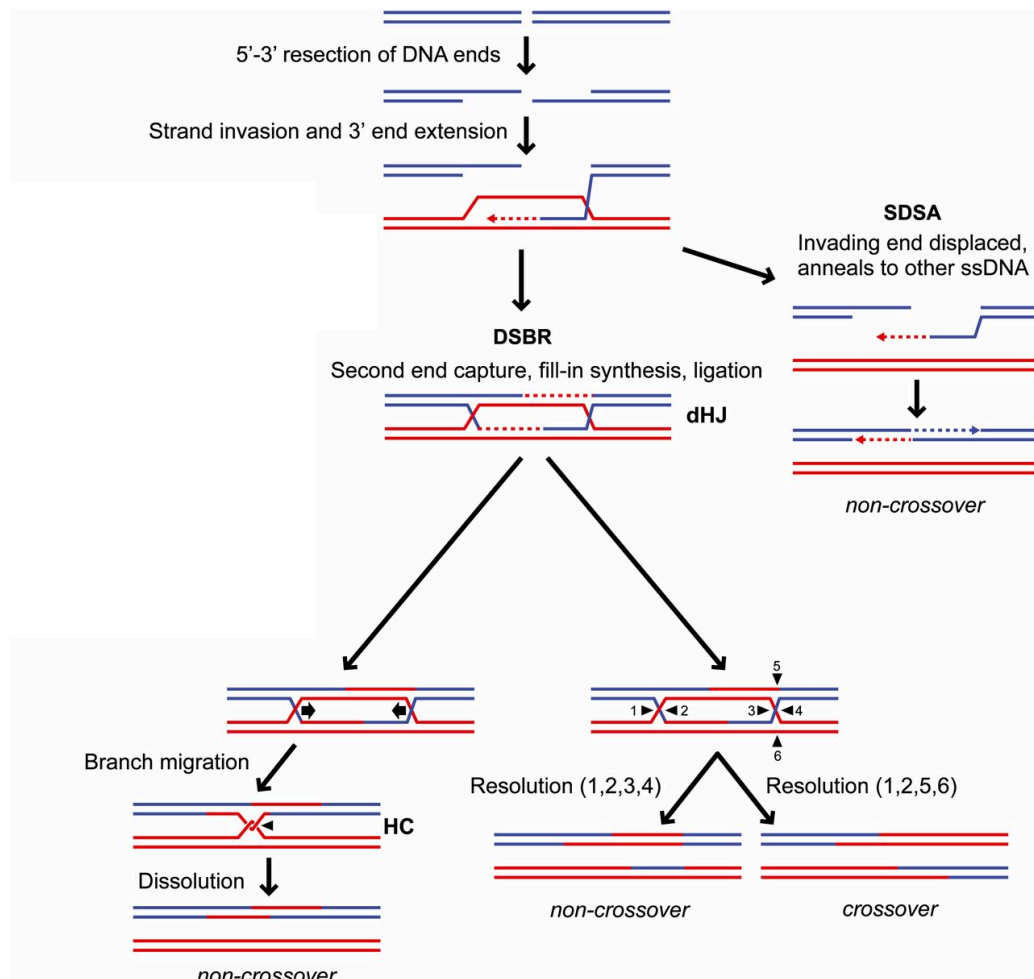 5'-3' resection of DNA ends
Strand invasion and 3' end extension
SDSA
Invading end displaced,
anneals to other ssDNA
DSBR
Second end capture, fill-in synthesis, ligation
dHJ
non-crossover
5
1
2
3
4
6
Branch migration
Resolution (1,2,3,4)
Resolution (1,2,5,6)
HC
Dissolution
non-crossover
crossover
non-crossover